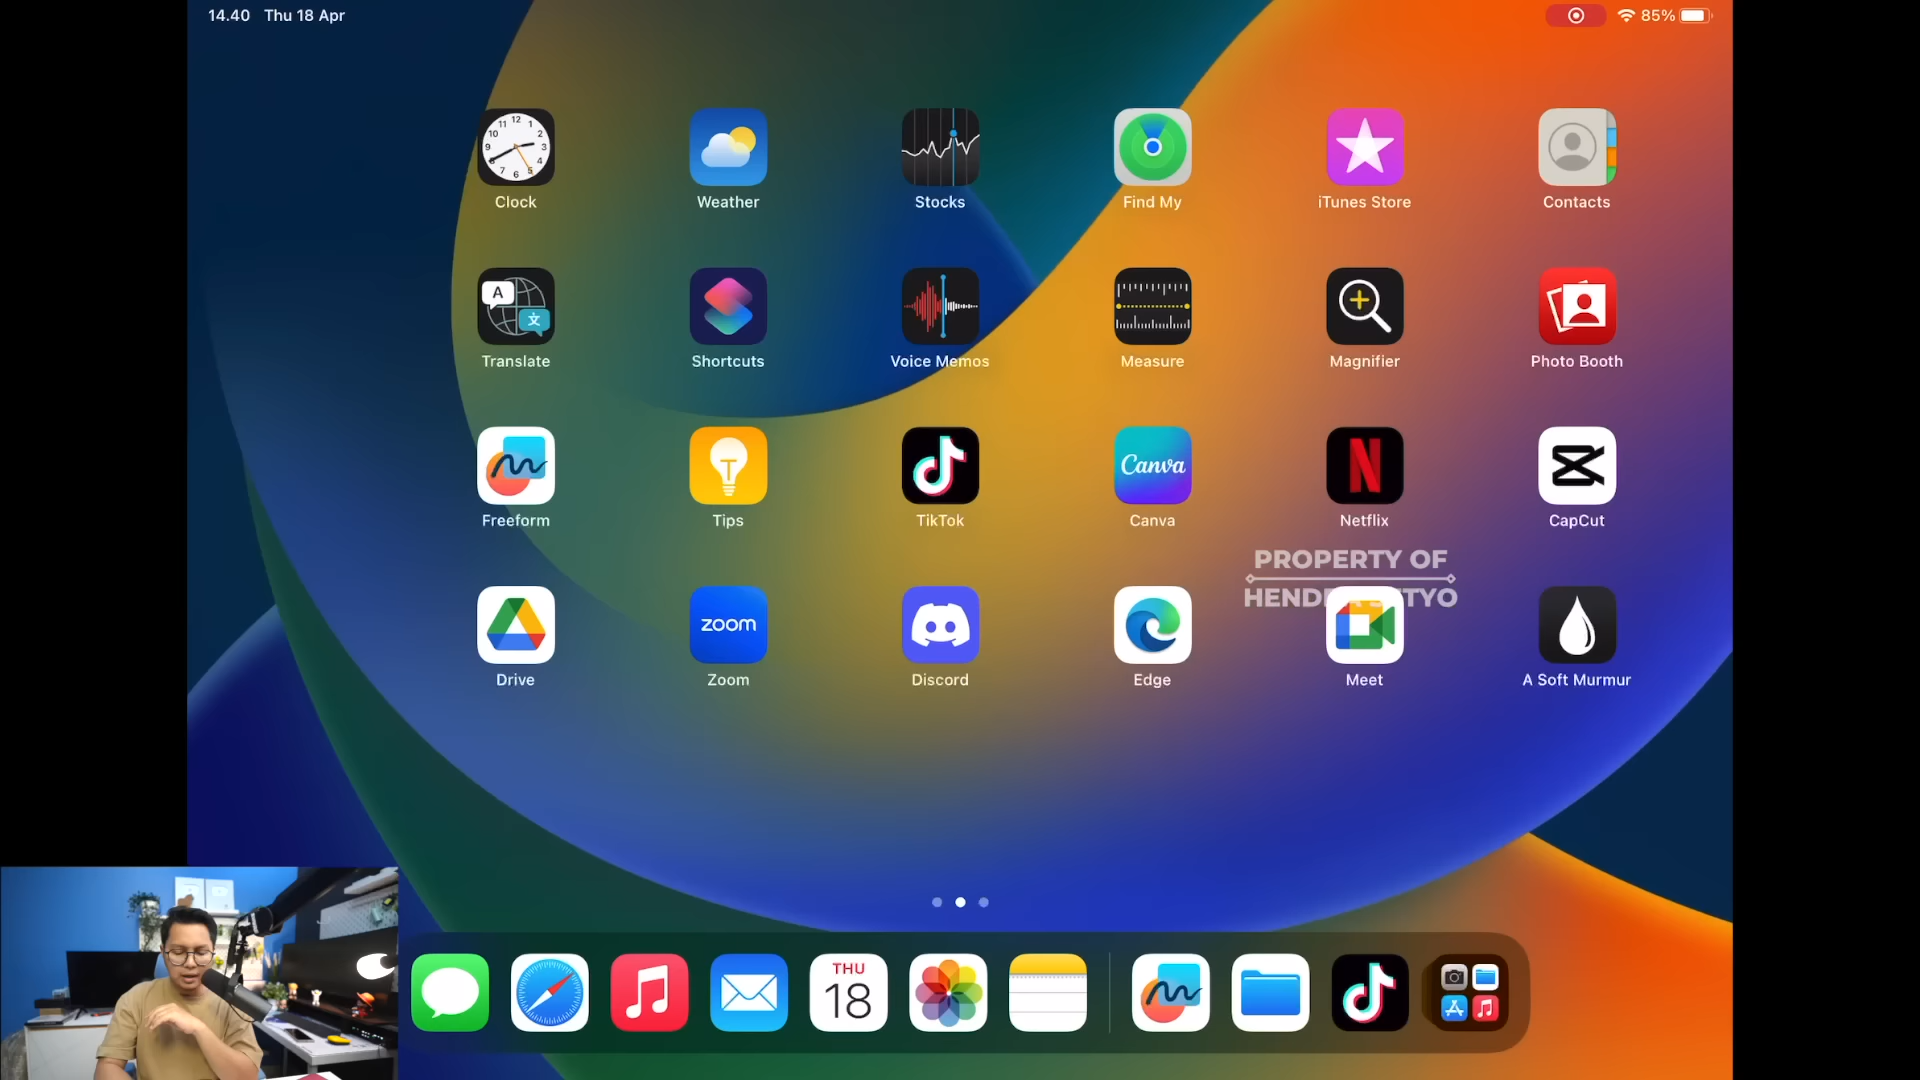 14.40 Thu 18 Apr 85%
Clock Weather Stocks Find My iTunes Store Contacts
Translate Shortcuts Voice Memos Measure Magnifier Photo Booth
Canva
Freeform Tips TikTok Canva Netflix CapCut
PROPERTY OF
zoom
Drive Zoom Discord Edge Meet A Soft Murmur
THU
18